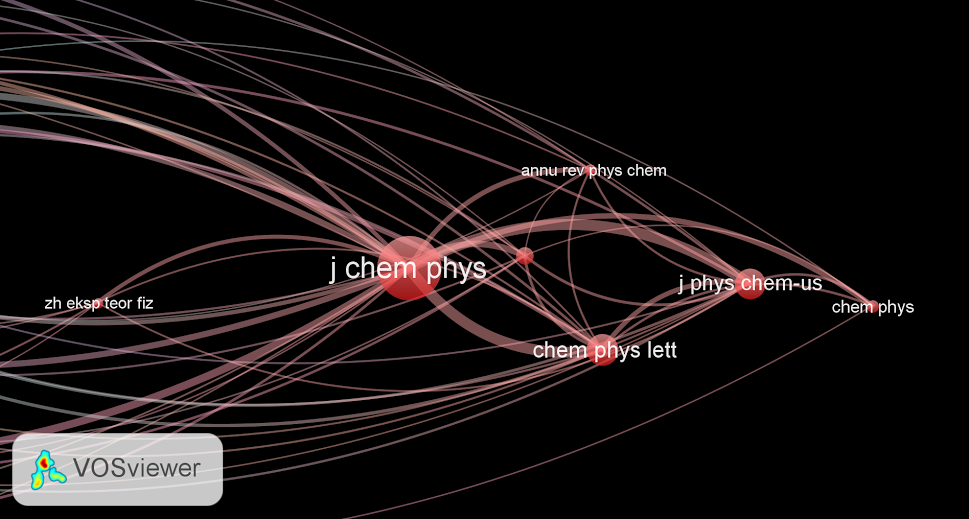 annu rev phys chem
j chem phys
j phys chem-us
zh eksp teor fiz
chem phys
chem phys lett
VOSviewer